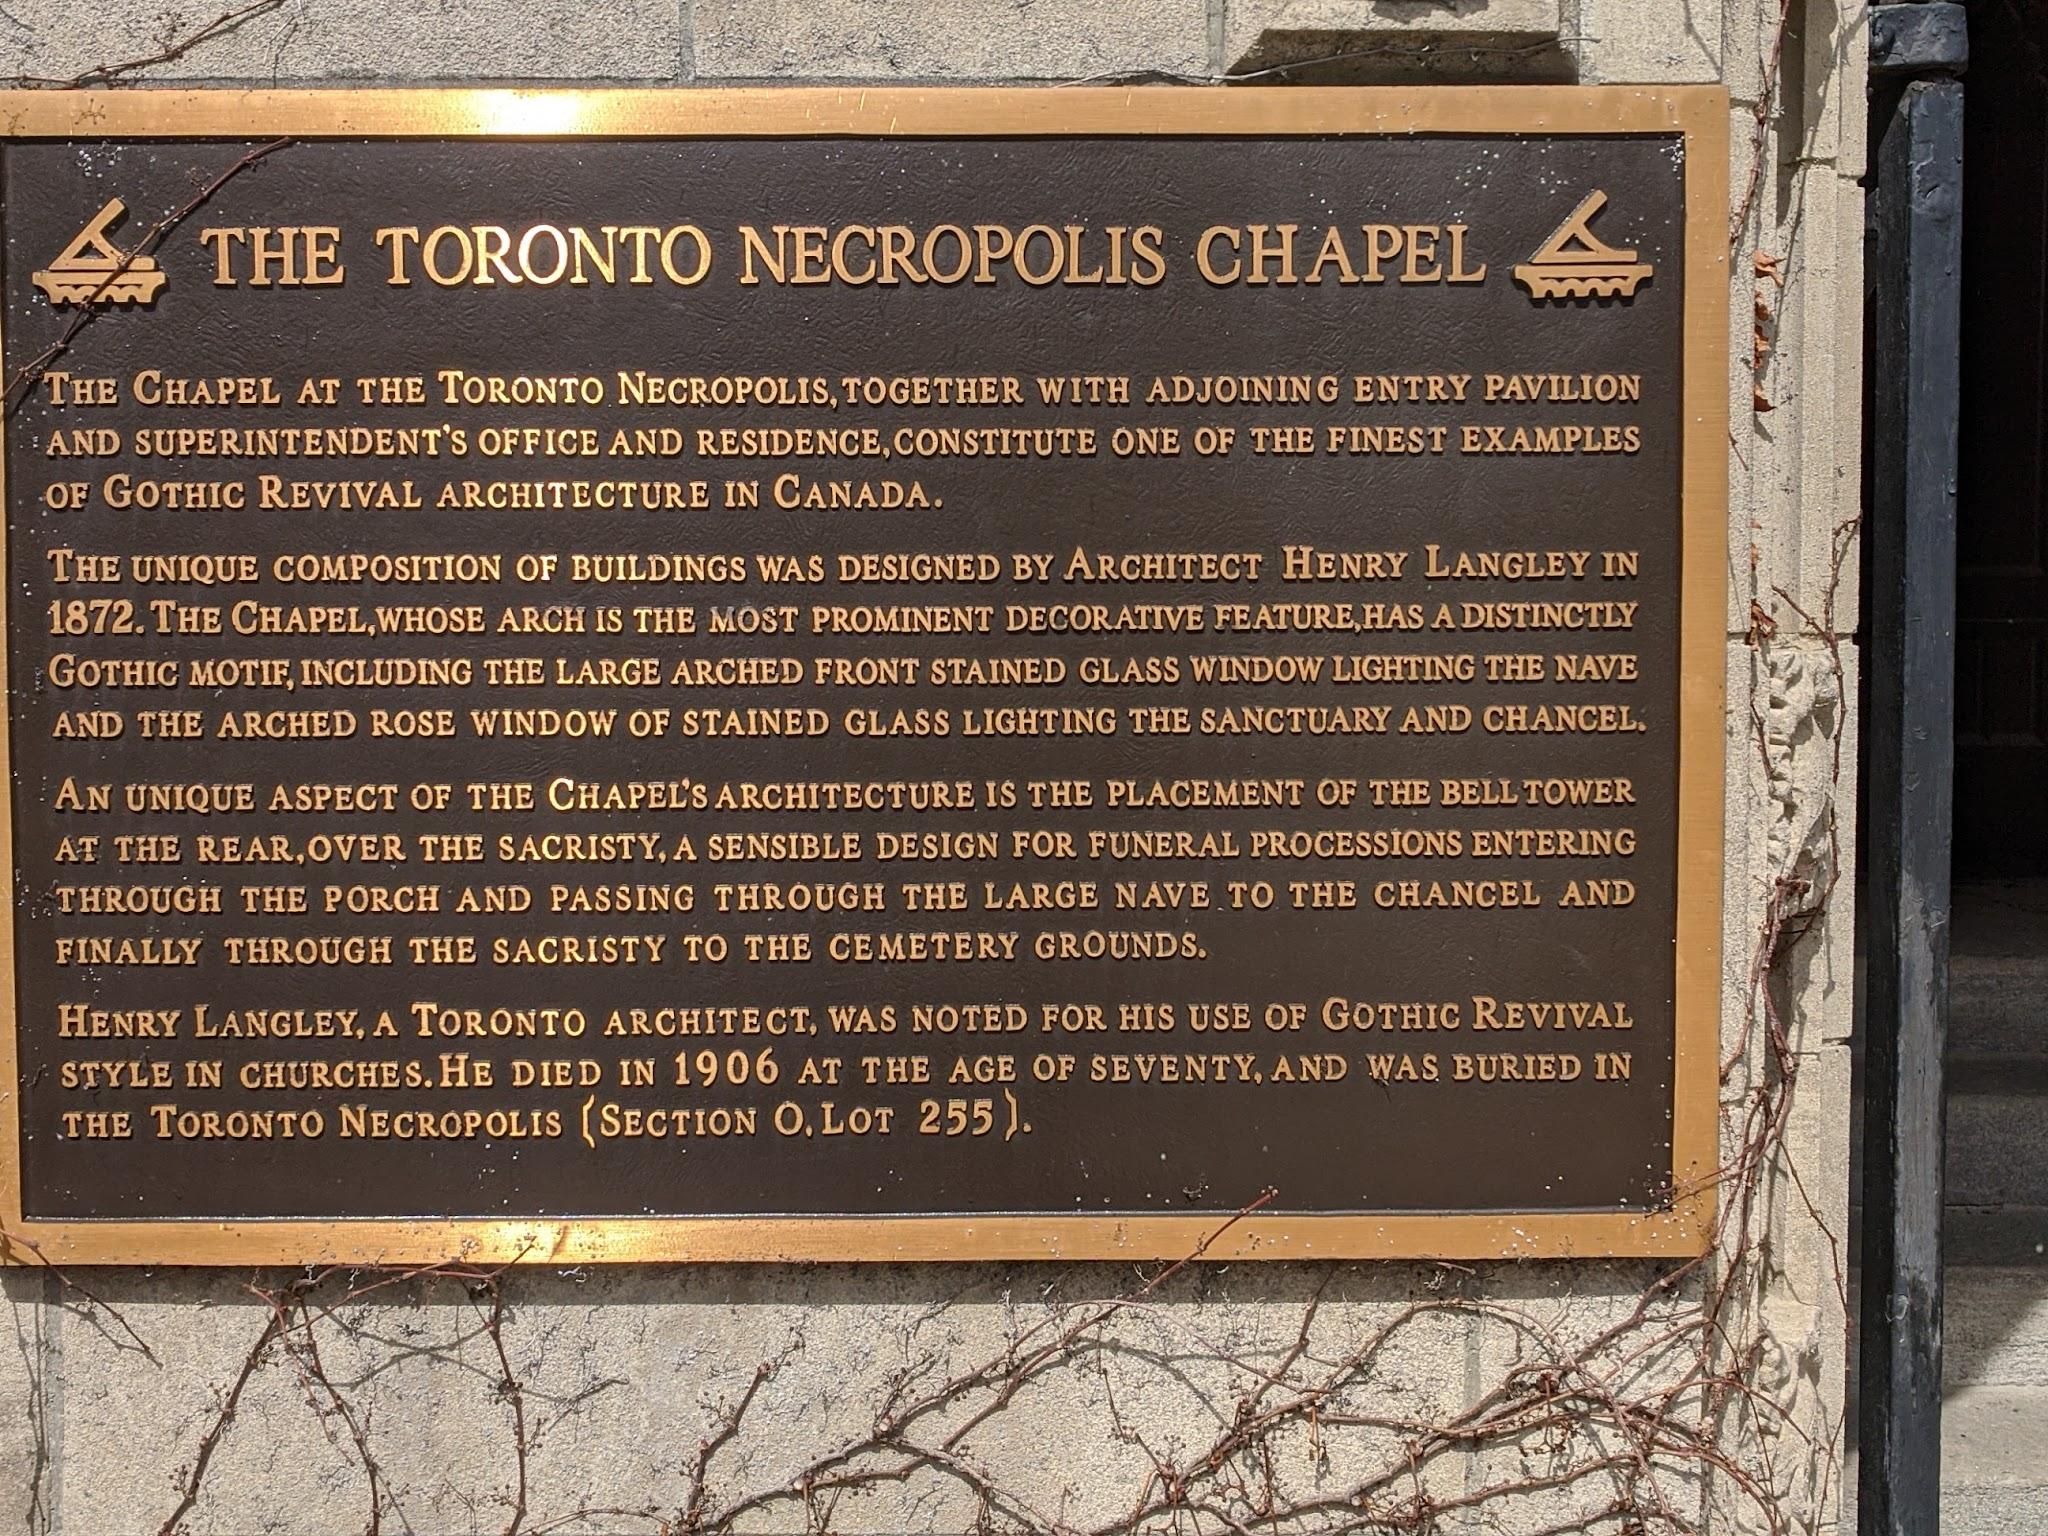 THE TORONTO NECROPOLIS CHAPEL
THE CHAPEL AT THE TORONTO NECROPOLIS, TOGETHER WITH ADJOINING ENTRY PAVILION
AND SUPERINTENDENT'S OFFICE AND RESIDENCE, CONSTITUTE ONE OF THE FINEST EXAMPLES
OF GOTHIC REVIVAL ARCHITECTURE IN CANADA.
THE UNIQUE COMPOSITION OF BUILDINGS WAS DESIGNED BY ARCHITECT HENRY LANGLEY IN
1872. THE CHAPEL, WHOSE ARCH IS THE MOST PROMINENT DECORATIVE FEATURE, HAS A DISTINCTLY
GOTHIC MOTIF, INCLUDING THE LARGE ARCHED FRONT STAINED GLASS WINDOW LIGHTING THE NAVE
AND THE ARCHED ROSE WINDOW OF STAINED GLASS LIGHTING THE SANCTUARY AND CHANCEL.
AN UNIQUE ASPECT OF THE CHAPEL'S ARCHITECTURE IS THE PLACEMENT OF THE BELL TOWER
AT THE REAR, OVER THE SACRISTY, A SENSIBLE DESIGN FOR FUNERAL PROCESSIONS ENTERING
THROUGH THE PORCH AND PASSING THROUGH THE LARGE NAVE TO THE CHANCEL AND
FINALLY THROUGH THE SACRISTY TO THE CEMETERY GROUNDS.
HENRY LANGLEY, A TORONTO ARCHITECT, WAS NOTED FOR HIS USE OF GOTHIC REVIVAL
STYLE IN CHURCHES. HE DIED IN 1906 AT THE AGE OF SEVENTY, AND WAS BURIED IN
THE TORONTO NECROPOLIS (SECTION O, LOT 255).